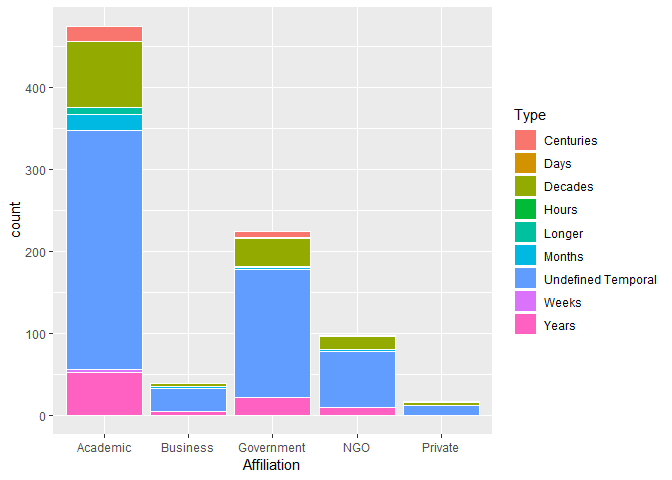 400
300
200
100
0
count
Academic
Business
Government
NGO
Private
Affiliation
Type
Centuries
Days
Decades
Hours
Longer
Months
Undefined Temporal
Weeks
Years